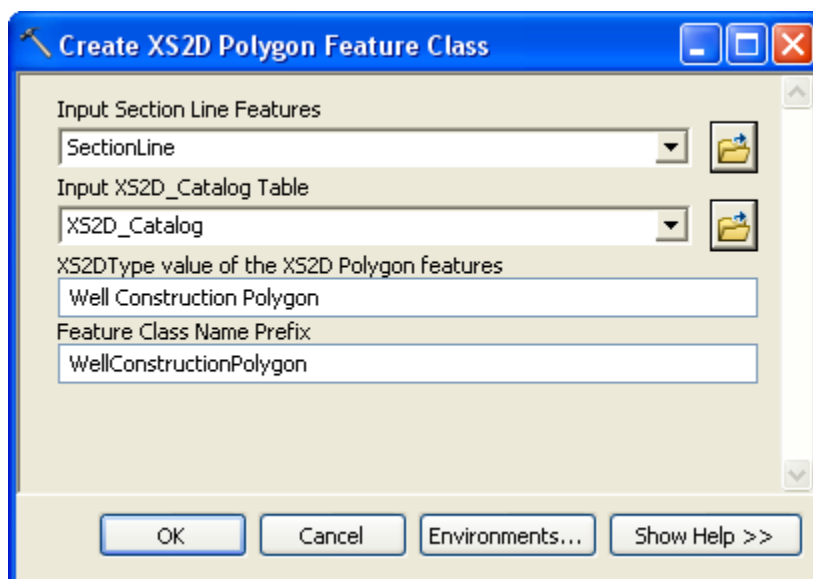 Create XS2D Polygon Feature Class
Input Section Line Features
SectionLine
Input XS2D_Catalog Table
XS2D_Catalog
XS2DType value of the XS2D Polygon features
Well Construction Polygon
Feature Class Name Prefix
WellConstructionPolygon
OK Cancel Environments... Show Help >>